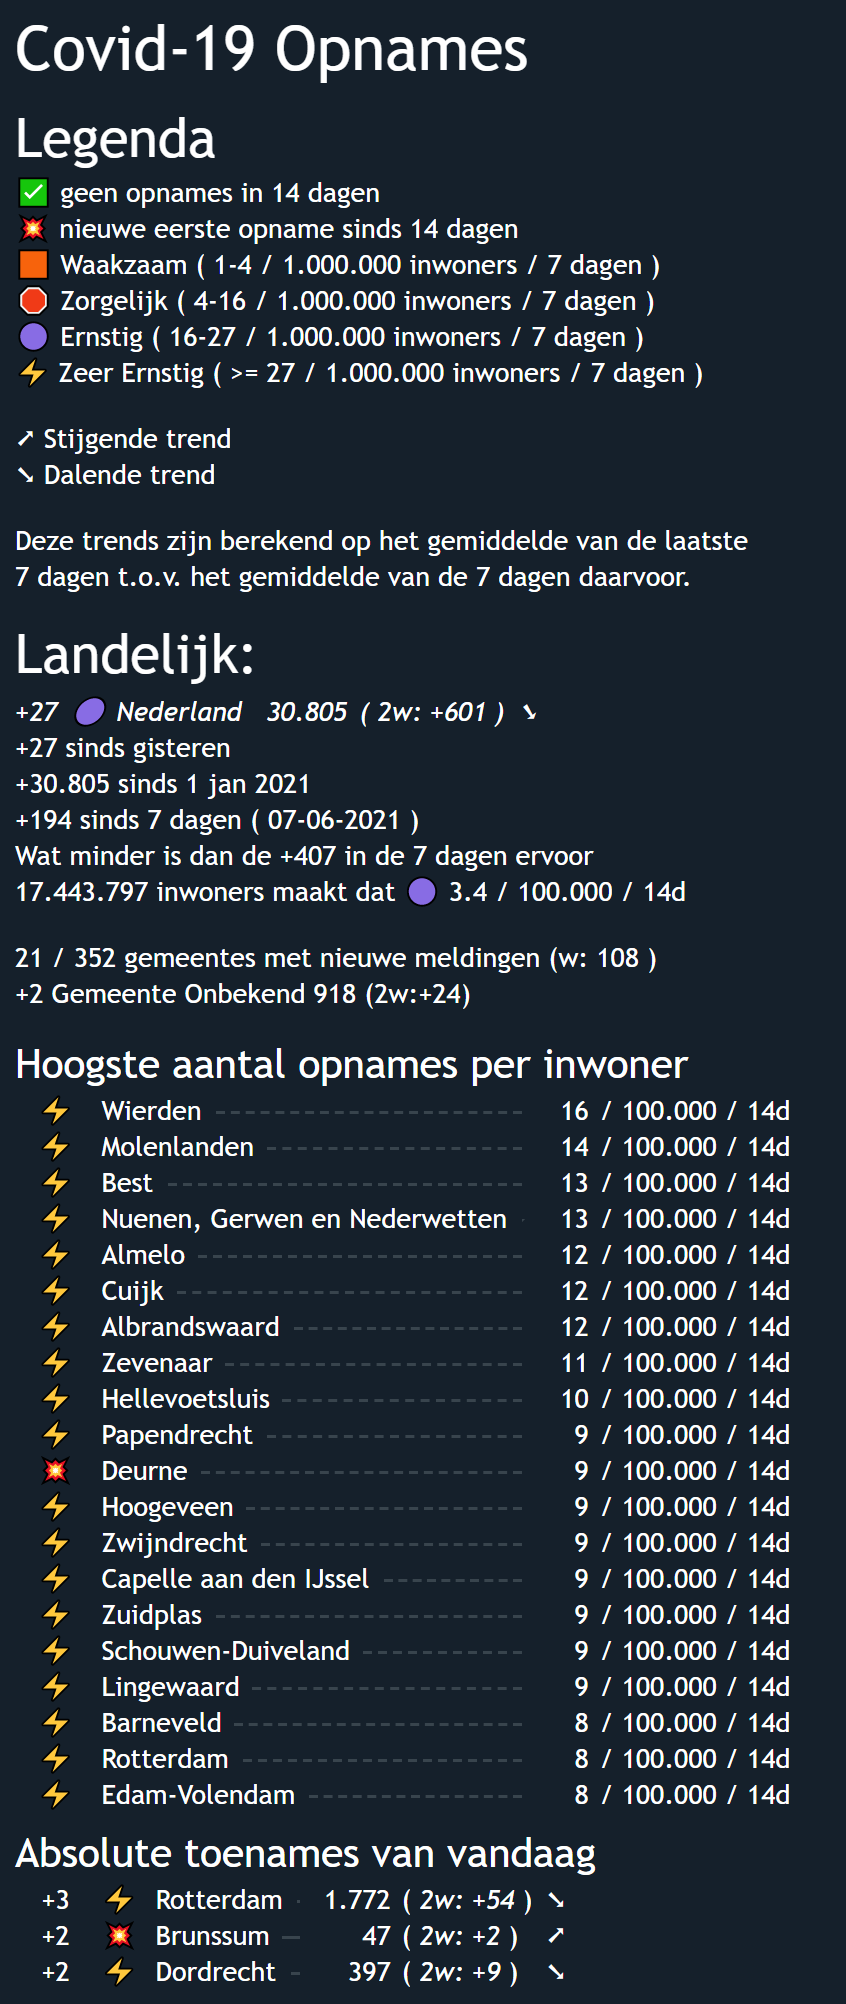 Covid-19 Opnames
Legenda
✅ geen opnames in 14 dagen
💥 nieuwe eerste opname sinds 14 dagen
🟧 Waakzaam ( 1-4 / 1.000.000 inwoners / 7 dagen )
🛑 Zorgelijk ( 4-16 / 1.000.000 inwoners / 7 dagen )
🟣 Ernstig ( 16-27 / 1.000.000 inwoners / 7 dagen )
⚡ Zeer Ernstig ( >= 27 / 1.000.000 inwoners / 7 dagen )
➚ Stijgende trend
➘ Dalende trend
Deze trends zijn berekend op het gemiddelde van de laatste
7 dagen t.o.v. het gemiddelde van de 7 dagen daarvoor.
Landelijk:
+27 🟣 Nederland 30.805 ( 2w: +601 ) ➘
+27 sinds gisteren
+30.805 sinds 1 jan 2021
+194 sinds 7 dagen ( 07-06-2021 )
Wat minder is dan de +407 in de 7 dagen ervoor
17.443.797 inwoners maakt dat 🟣 3.4 / 100.000 / 14d
21 / 352 gemeentes met nieuwe meldingen (w: 108 )
+2 Gemeente Onbekend 918 (2w:+24)
Hoogste aantal opnames per inwoner
⚡ Wierden 16 / 100.000 / 14d
⚡ Molenlanden 14 / 100.000 / 14d
⚡ Best 13 / 100.000 / 14d
⚡ Nuenen, Gerwen en Nederwetten 13 / 100.000 / 14d
⚡ Almelo 12 / 100.000 / 14d
⚡ Cuijk 12 / 100.000 / 14d
⚡ Albrandswaard 12 / 100.000 / 14d
⚡ Zevenaar 11 / 100.000 / 14d
⚡ Hellevoetsluis 10 / 100.000 / 14d
⚡ Papendrecht 9 / 100.000 / 14d
💥 Deurne 9 / 100.000 / 14d
⚡ Hoogeveen 9 / 100.000 / 14d
⚡ Zwijndrecht 9 / 100.000 / 14d
⚡ Capelle aan den IJssel 9 / 100.000 / 14d
⚡ Zuidplas 9 / 100.000 / 14d
⚡ Schouwen-Duiveland 9 / 100.000 / 14d
⚡ Lingewaard 9 / 100.000 / 14d
⚡ Barneveld 8 / 100.000 / 14d
⚡ Rotterdam 8 / 100.000 / 14d
⚡ Edam-Volendam 8 / 100.000 / 14d
Absolute toenames van vandaag
+3 ⚡ Rotterdam 1.772 ( 2w: +54 ) ➘
+2 💥 Brunssum 47 ( 2w: +2 ) ➚
+2 ⚡ Dordrecht 397 ( 2w: +9 ) ➘